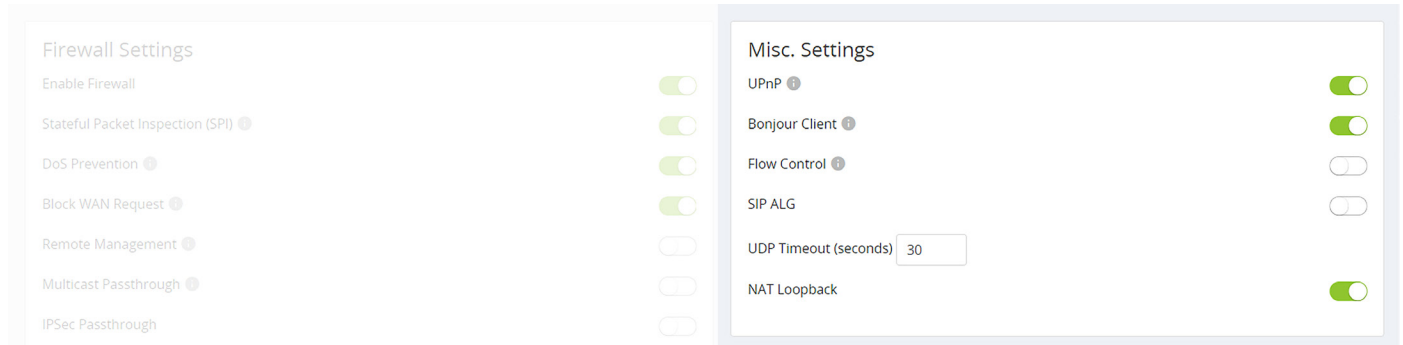 Firewall Settings
Enable Firewall
Stateful Packet Inspection (SPI)
DoS Prevention
Block WAN Request
Remote Management
Multicast Passthrough
IPSec Passthrough
Misc. Settings
UPnP
Bonjour Client
Flow Control
SIP ALG
UDP Timeout (seconds) 30
NAT Loopback